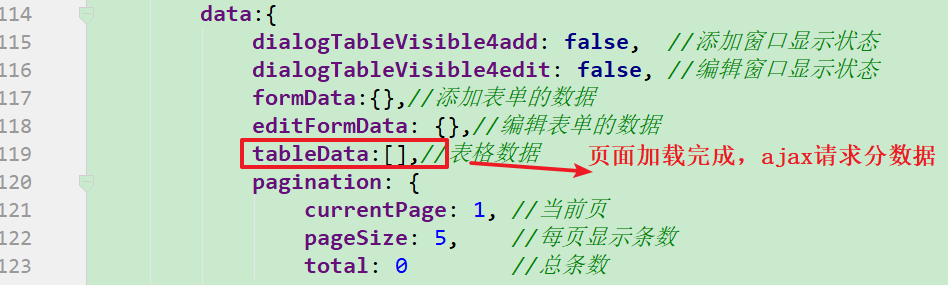 114 data:{
115 dialogTableVisible4add: false, //添加窗口显示状态
116 dialogTableVisible4edit: false, //编辑窗口显示状态
117 formData:{},//添加表单的数据
118 editFormData: {},//编辑表单的数据
119 tableData:[],//表格数据 页面加载完成，ajax请求分数据
120 pagination: {
121 currentPage: 1, //当前页
122 pageSize: 5, //每页显示条数
123 total: 0 //总条数